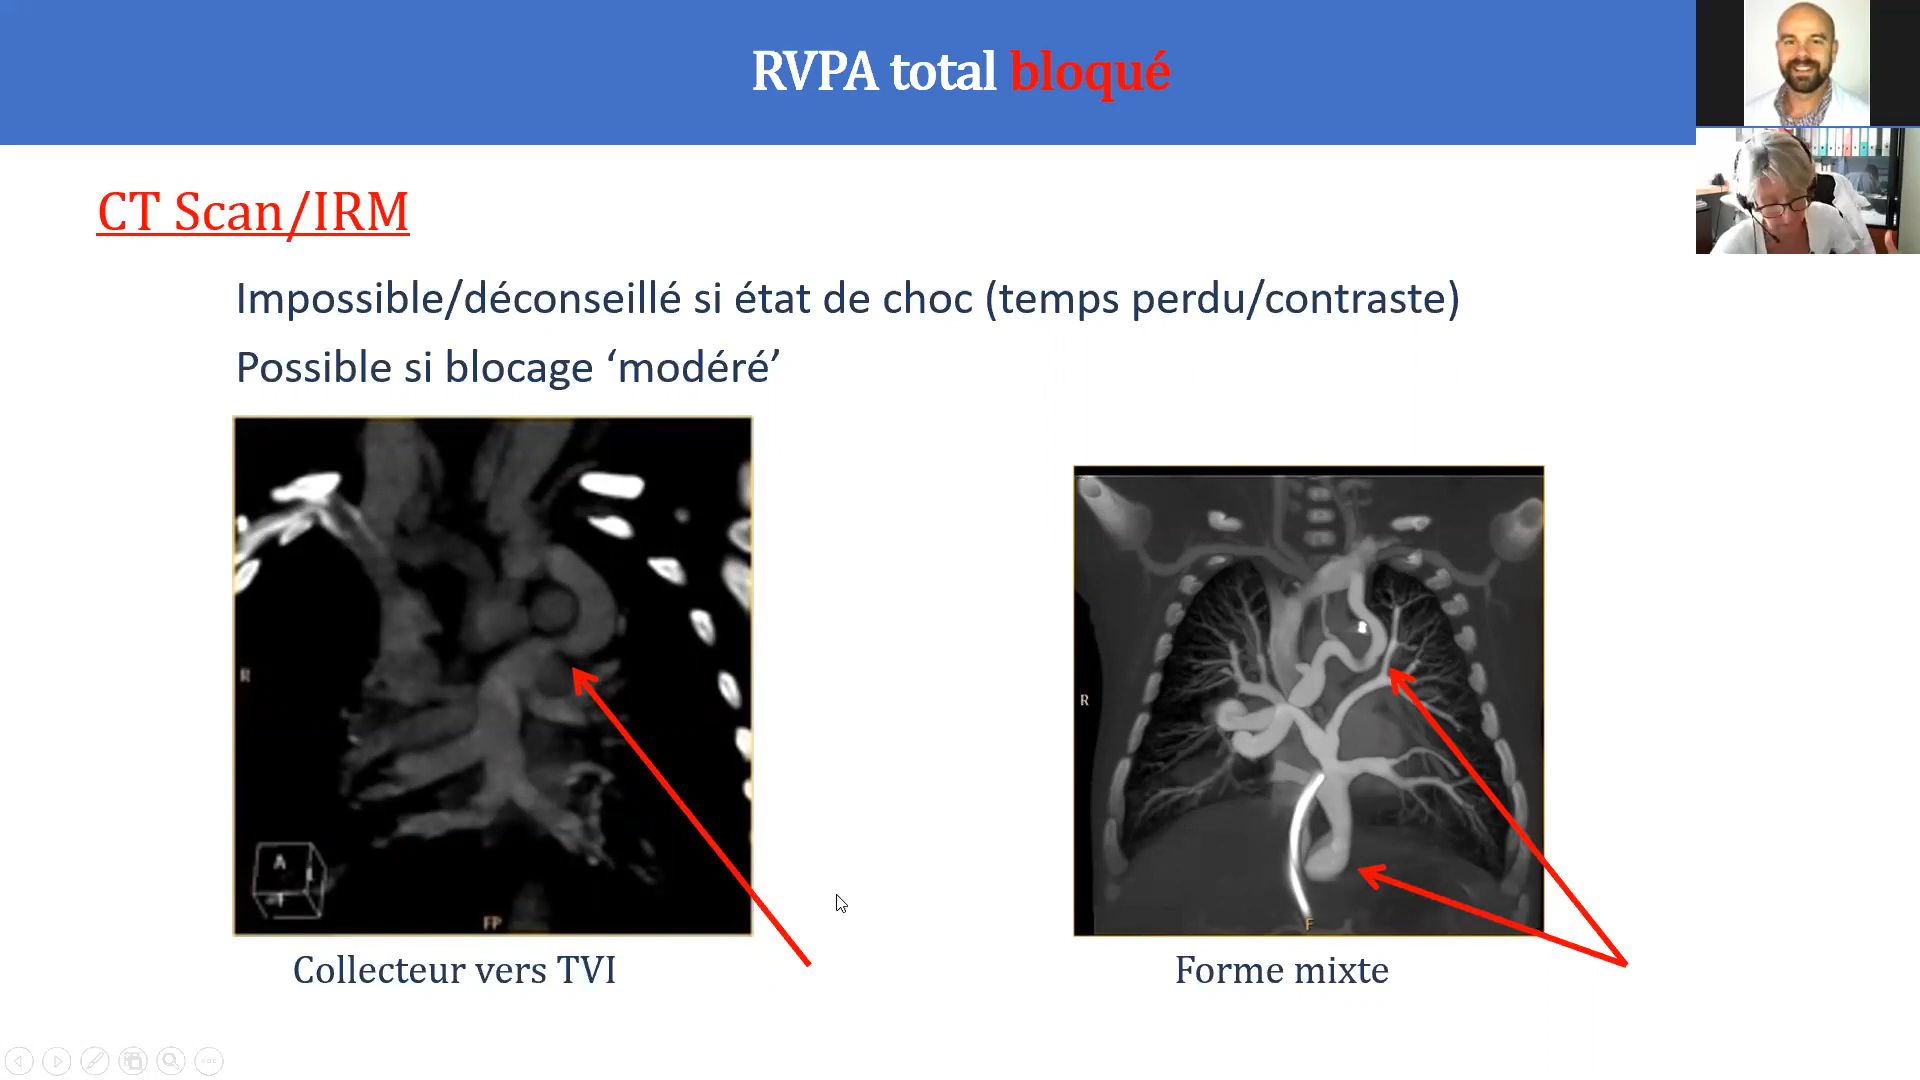 RVPA total bloqué
CT Scan/IRM
Impossible/déconseillé si état de choc (temps perdu/contraste)
Possible si blocage ‘modéré’
R
A
FP
R
F
Collecteur vers TVI
Forme mixte